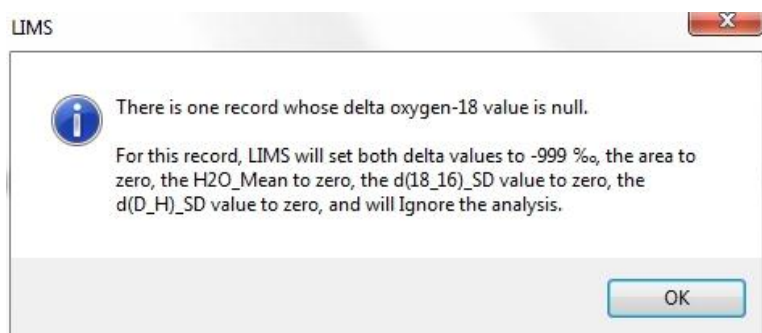 LIMS
There is one record whose delta oxygen-18 value is null.
For this record, LIMS will set both delta values to -999 ‰, the area to
zero, the H2O_Mean to zero, the d(18_16)_SD value to zero, the
d(D_H)_SD value to zero, and will Ignore the analysis.
OK